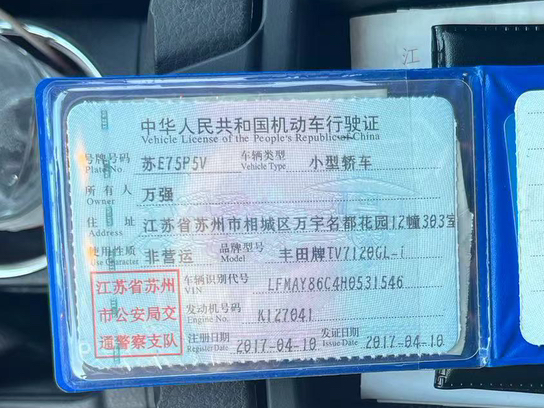 江
中华人民共和国机动车行驶证
Vehicle License of the People's Republic of China
号牌号码 苏E75P5V 车辆类型 小型轿车
Plate No. Vehicle Type
所有人 万强
Owner
住址 江苏省苏州市相城区万宇名都花园12幢303室
Address
使用性质 非营运 品牌型号 丰田牌TV7120GL-i
Use Character Model
江苏省苏州
市公安局交
通警察支队
车辆识别代号 LFMAY86C4H0531546
VIN
发动机号码 K127041
Engine No.
注册日期 2017-04-10 发证日期 2017-04-10
Register Date Issue Date